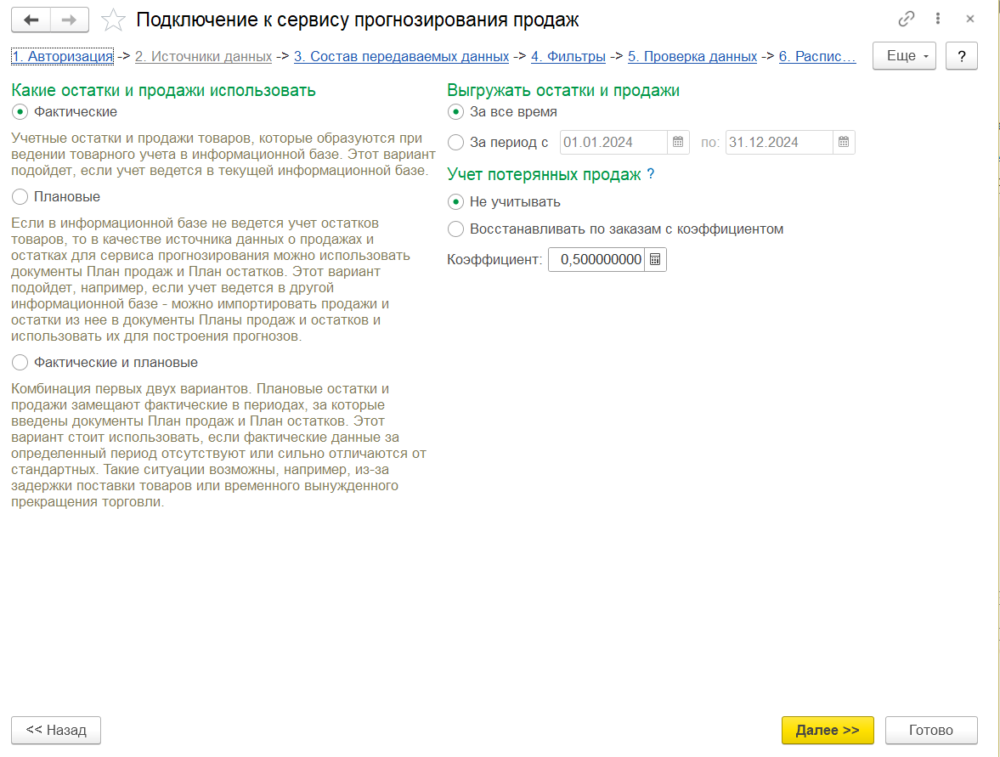 Подключение к сервису прогнозирования продаж
1. Авторизация -> 2. Источники данных -> 3. Состав передаваемых данных -> 4. Фильтры -> 5. Проверка данных -> 6. Распис...
Еще
?
Какие остатки и продажи использовать
Фактические
Учетные остатки и продажи товаров, которые образуются при
ведении товарного учета в информационной базе. Этот вариант
подойдет, если учет ведется в текущей информационной базе.
Плановые
Если в информационной базе не ведется учет остатков
товаров, то в качестве источника данных о продажах и
остатках для сервиса прогнозирования можно использовать
документы План продаж и План остатков. Этот вариант
подойдет, например, если учет ведется в другой
информационной базе - можно импортировать продажи и
остатки из нее в документы Планы продаж и остатков и
использовать их для построения прогнозов.
Фактические и плановые
Комбинация первых двух вариантов. Плановые остатки и
продажи замещают фактические в периодах, за которые
введены документы План продаж и План остатков. Этот
вариант стоит использовать, если фактические данные за
определенный период отсутствуют или сильно отличаются от
стандартных. Такие ситуации возможны, например, из-за
задержки поставки товаров или временного вынужденного
прекращения торговли.
Выгружать остатки и продажи
За все время
За период с 01.01.2024 по: 31.12.2024
Учет потерянных продаж ?
Не учитывать
Восстанавливать по заказам с коэффициентом
Коэффициент: 0,500000000
<< Назад
Далее >>
Готово